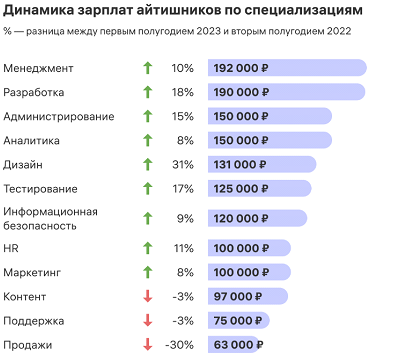 Динамика зарплат айтишников по специализациям
% — разница между первым полугодием 2023 и вторым полугодием 2022
Менеджмент 10% 192 000 ₽
Разработка 18% 190 000 ₽
Администрирование 15% 150 000 ₽
Аналитика 8% 150 000 ₽
Дизайн 31% 131 000 ₽
Тестирование 17% 125 000 ₽
Информационная
безопасность 9% 120 000 ₽
HR 11% 100 000 ₽
Маркетинг 8% 100 000 ₽
Контент -3% 97 000 ₽
Поддержка -3% 75 000 ₽
Продажи -30% 63 000 ₽